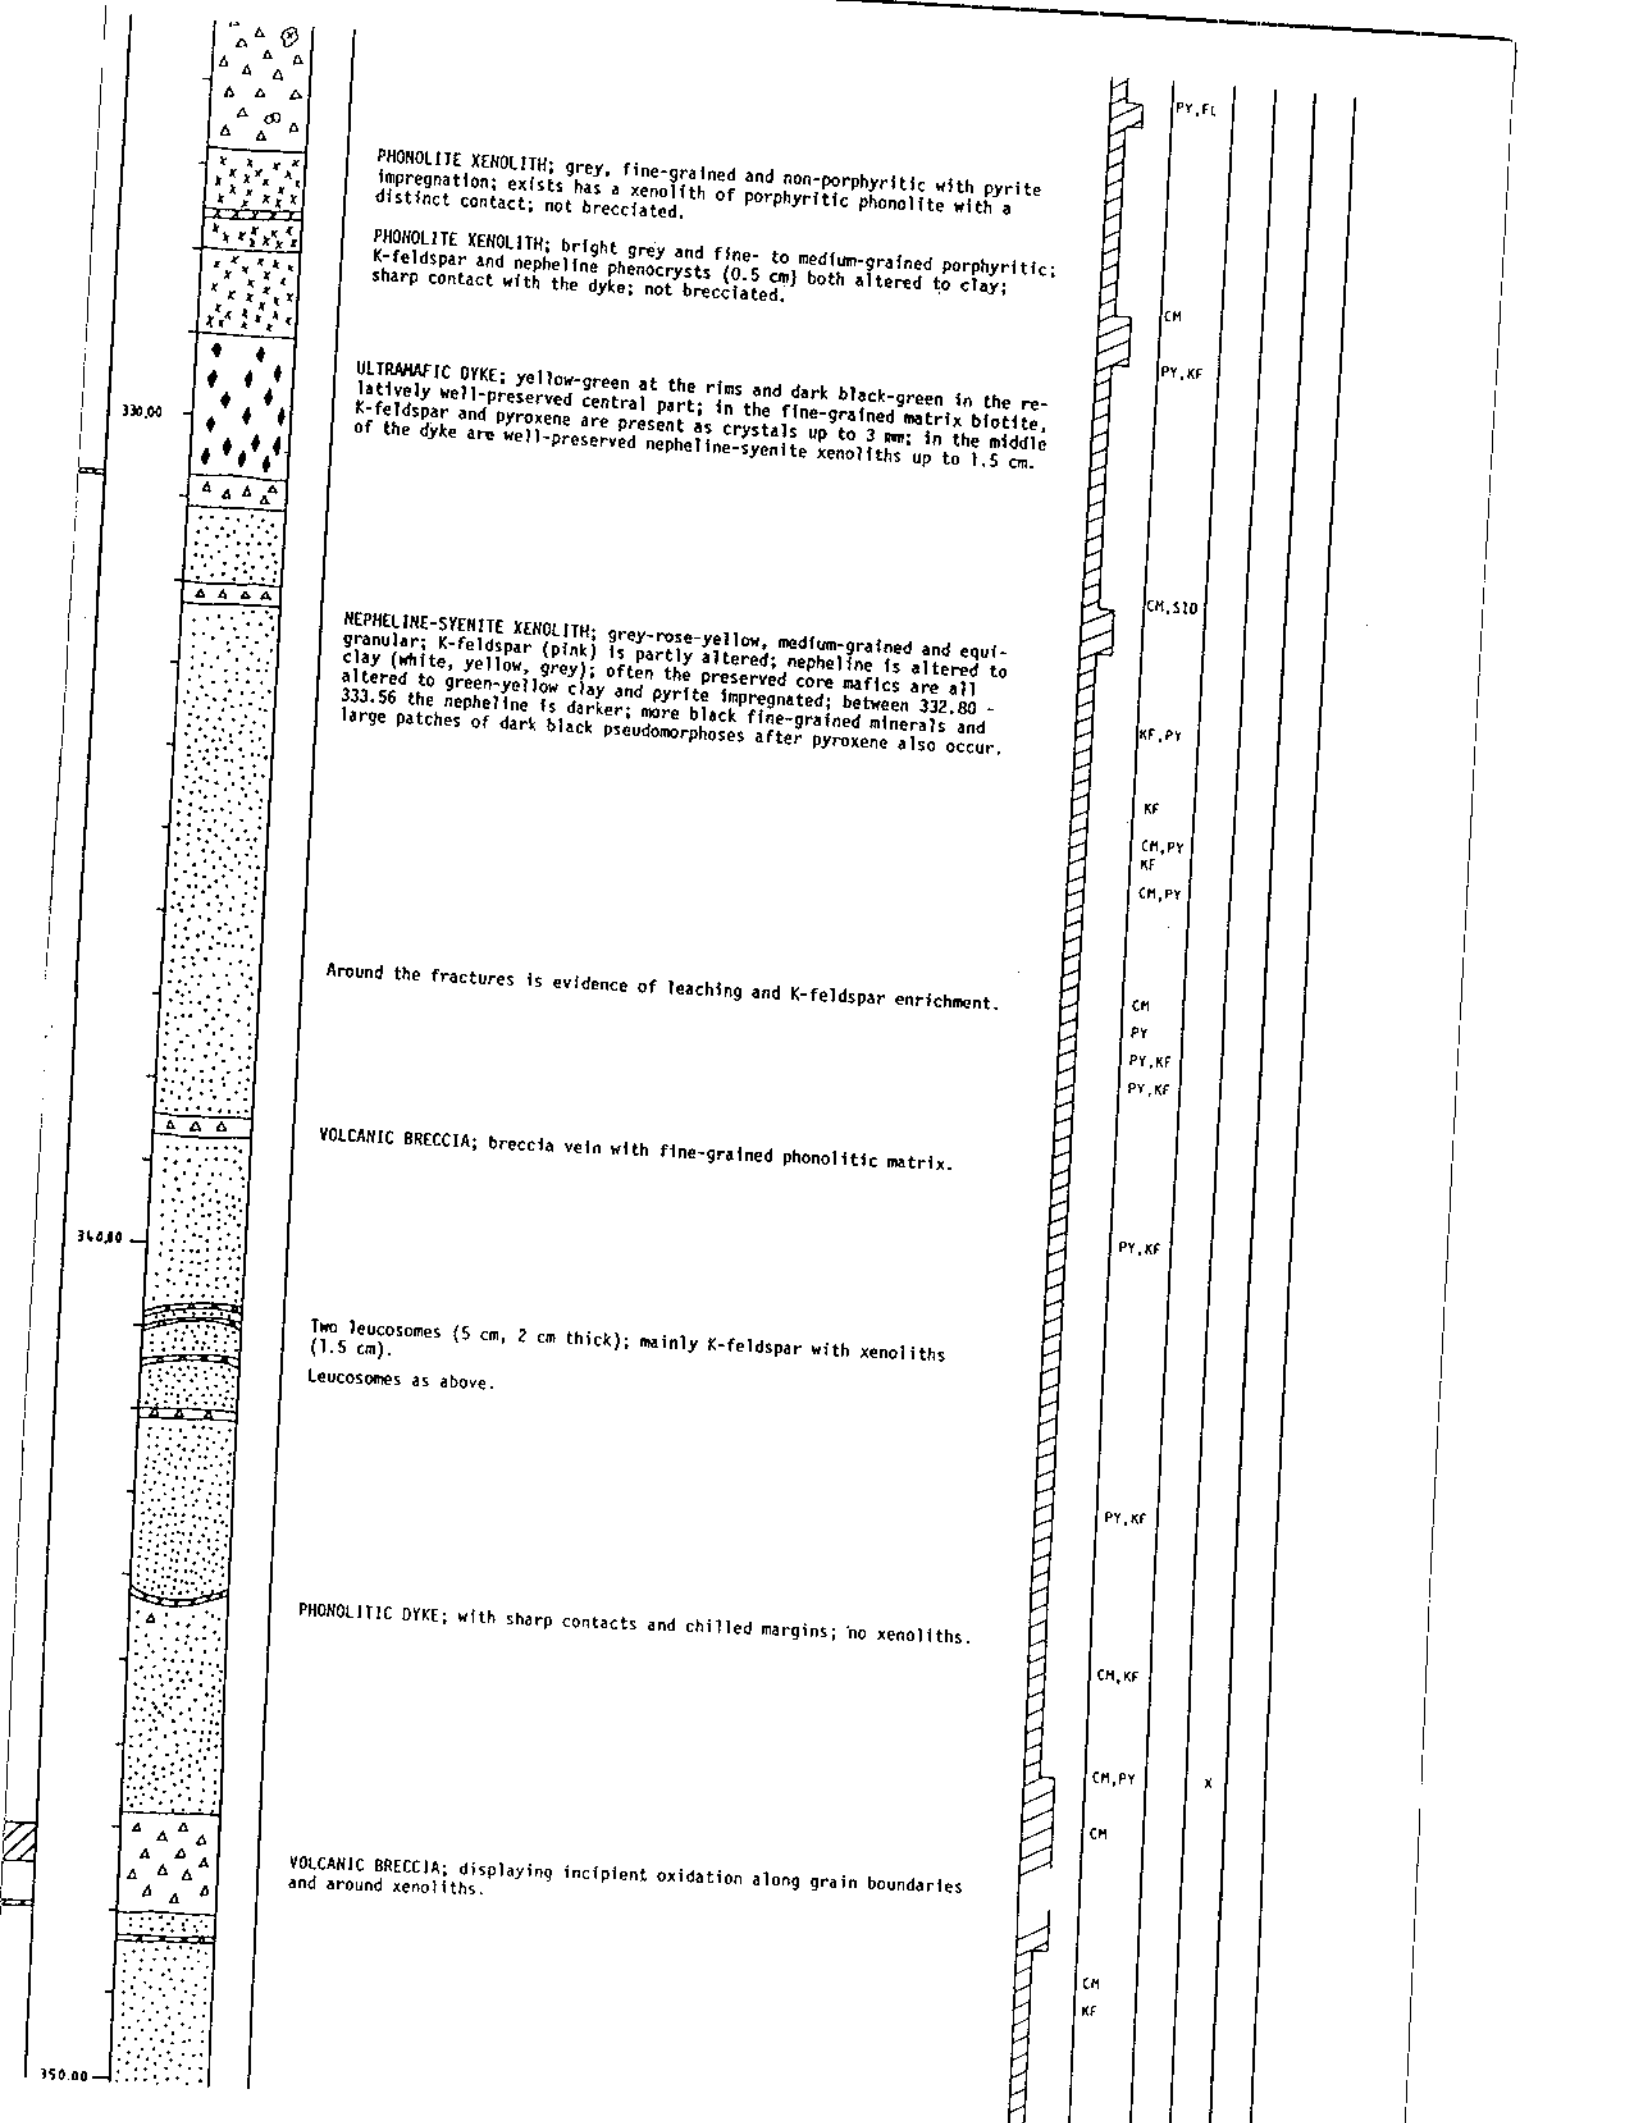 PY,FL
PHONOLITE XENOLITH; grey, fine-grained and non-porphyritic with pyrite
impregnation; exists has a xenolith of porphyritic phonolite with a
distinct contact; not brecciated.
PHONOLITE XENOLITH; bright grey and fine- to medium-grained porphyritic;
K-feldspar and nepheline phenocrysts (0.5 cm) both altered to clay;
sharp contact with the dyke; not brecciated.
CM
PY,KF
ULTRAMAFIC DYKE; yellow-green at the rims and dark black-green in the re-
latively well-preserved central part; in the fine-grained matrix biotite,
K-feldspar and pyroxene are present as crystals up to 3 mm; in the middle
of the dyke are well-preserved nepheline-syenite xenoliths up to 1.5 cm.
330,00
CM,SIO
NEPHELINE-SYENITE XENOLITH; grey-rose-yellow, medium-grained and equi-
granular; K-feldspar (pink) is partly altered; nepheline is altered to
clay (white, yellow, grey); often the preserved core mafics are all
altered to green-yellow clay and pyrite impregnated; between 332.80 -
333.56 the nepheline is darker; more black fine-grained minerals and
large patches of dark black pseudomorphoses after pyroxene also occur.
KF,PY
KF
CM,PY
KF
CM,PY
Around the fractures is evidence of leaching and K-feldspar enrichment.
CM
PY
PY,KF
PY,KF
VOLCANIC BRECCIA; breccia vein with fine-grained phonolitic matrix.
340,00
PY,KF
Two leucosomes (5 cm, 2 cm thick); mainly K-feldspar with xenoliths
(1.5 cm).
Leucosomes as above.
PY,KF
PHONOLITIC DYKE; with sharp contacts and chilled margins; no xenoliths.
CM,KF
CM,PY
X
CM
VOLCANIC BRECCIA; displaying incipient oxidation along grain boundaries
and around xenoliths.
CM
KF
350.00